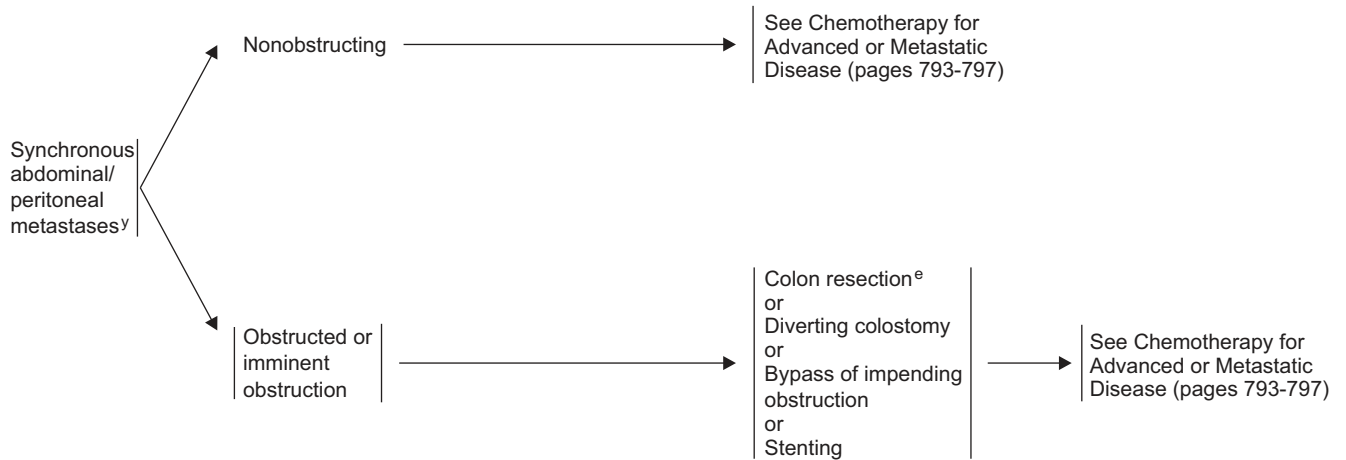 Synchronous
abdominal/
peritoneal
metastasesʸ
Nonobstructing
See Chemotherapy for
Advanced or Metastatic
Disease (pages 793-797)
Obstructed or
imminent
obstruction
Colon resectionᵉ
or
Diverting colostomy
or
Bypass of impending
obstruction
or
Stenting
See Chemotherapy for
Advanced or Metastatic
Disease (pages 793-797)